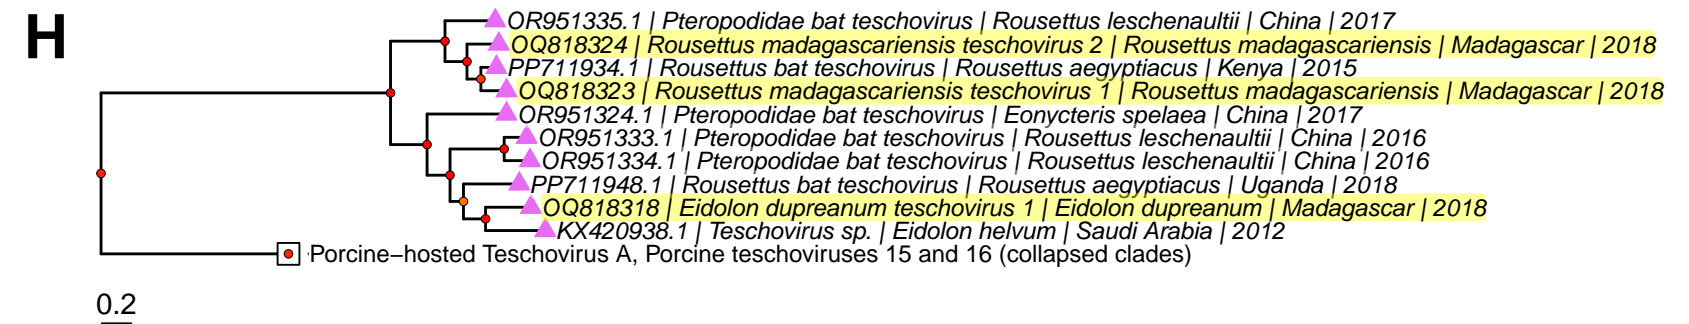 H
OR951335.1 | Pteropodidae bat teschovirus | Rousettus leschenaultii | China | 2017
OQ818324 | Rousettus madagascariensis teschovirus 2 | Rousettus madagascariensis | Madagascar | 2018
PP711934.1 | Rousettus bat teschovirus | Rousettus aegyptiacus | Kenya | 2015
OQ818323 | Rousettus madagascariensis teschovirus 1 | Rousettus madagascariensis | Madagascar | 2018
OR951324.1 | Pteropodidae bat teschovirus | Eonycteris spelaea | China | 2017
OR951333.1 | Pteropodidae bat teschovirus | Rousettus leschenaultii | China | 2016
OR951334.1 | Pteropodidae bat teschovirus | Rousettus leschenaultii | China | 2016
PP711948.1 | Rousettus bat teschovirus | Rousettus aegyptiacus | Uganda | 2018
OQ818318 | Eidolon dupreanum teschovirus 1 | Eidolon dupreanum | Madagascar | 2018
KX420938.1 | Teschovirus sp. | Eidolon helvum | Saudi Arabia | 2012
Porcine−hosted Teschovirus A, Porcine teschoviruses 15 and 16 (collapsed clades)
0.2